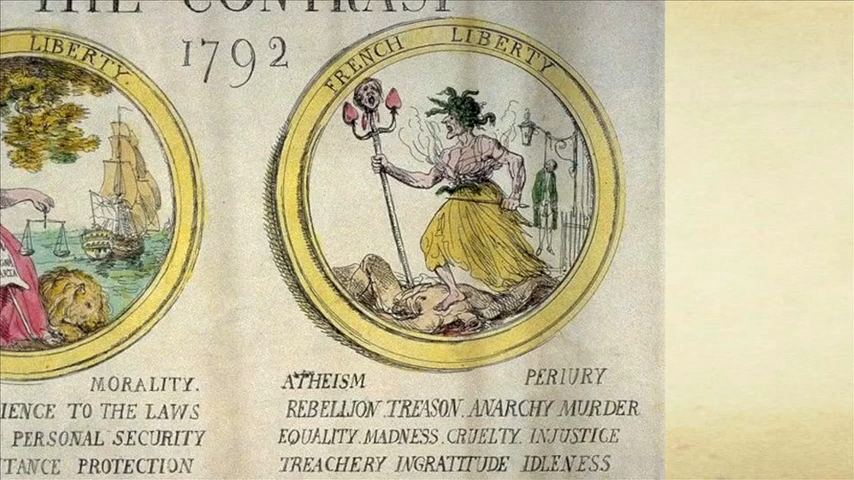 THE CONTRAST
1792
LIBERTY.
FRENCH LIBERTY
MORALITY.
IENCE TO THE LAWS
PERSONAL SECURITY
TANCE PROTECTION
ATHEISM PERIURY
REBELLION.TREASON.ANARCHY MURDER
EQUALITY.MADNESS.CRUELTY.INJUSTICE
TREACHERY INGRATITUDE IDLENESS